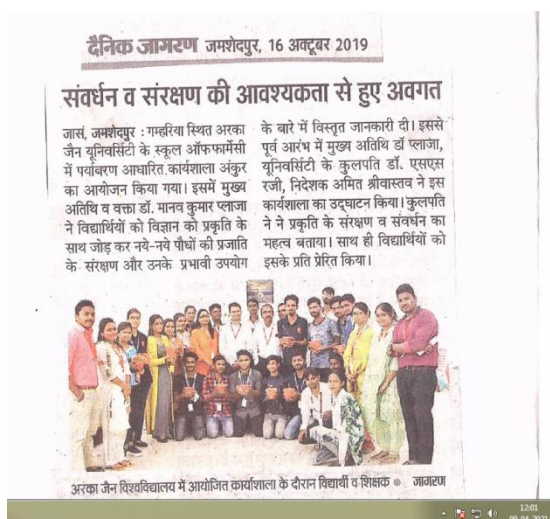 दैनिक जागरण जमशेदपुर, 16 अक्टूबर 2019
संवर्धन व संरक्षण की आवश्यकता से हुए अवगत
जासं, जमशेदपुर : गम्हरिया स्थित अरका
जैन यूनिवर्सिटी के स्कूल ऑफफार्मेसी
में पर्यावरण आधारित कार्यशाला अंकुर
का आयोजन किया गया। इसमें मुख्य
अतिथि व वक्ता डॉ. मानव कुमार प्लाजा
ने विद्यार्थियों को विज्ञान को प्रकृति के
साथ जोड़ कर नये-नये पौधों की प्रजाति
के संरक्षण और उनके प्रभावी उपयोग
के बारे में विस्तृत जानकारी दी। इससे
पूर्व आरंभ में मुख्य अतिथि डॉ प्लाजा,
यूनिवर्सिटी के कुलपति डॉ. एसएस
रजी, निदेशक अमित श्रीवास्तव ने इस
कार्यशाला का उद्घाटन किया। कुलपति
ने ने प्रकृति के संरक्षण व संवर्धन का
महत्व बताया। साथ ही विद्यार्थियों को
इसके प्रति प्रेरित किया।
अरका जैन विश्वविद्यालय में आयोजित कार्याशाला के दौरान विद्यार्थी व शिक्षक जागरण
12:01